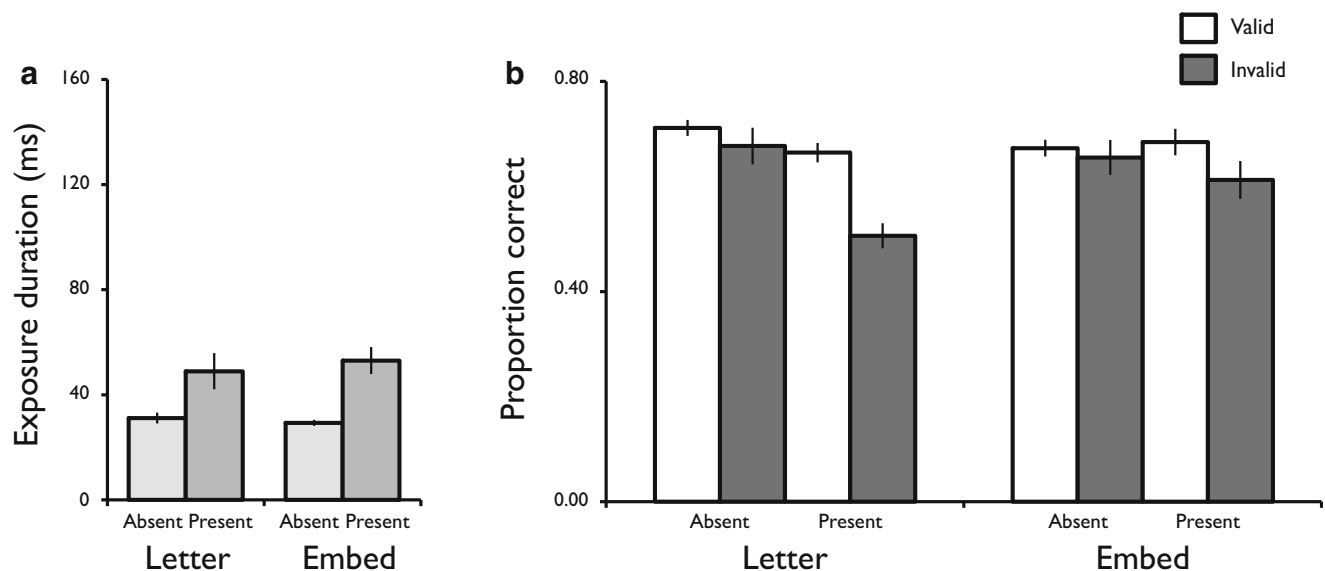 a
160
120
80
40
0
Exposure duration (ms)
Absent Present Absent Present
Letter Embed
b
Valid
Invalid
0.80
0.40
0.00
Proportion correct
Absent Present Absent Present
Letter Embed